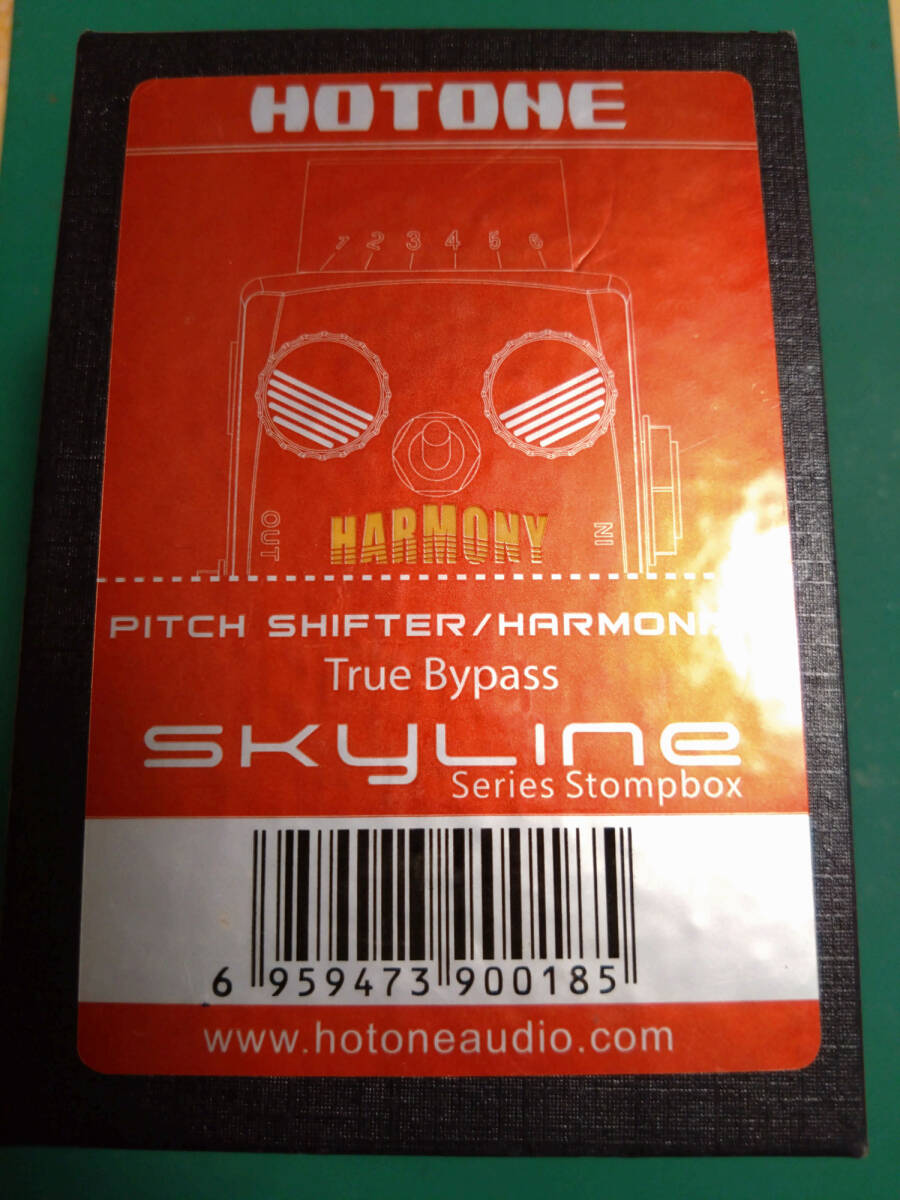 HOTONE
1 2 3 4 5 6
OUT
HARMONY
IN
PITCH SHIFTER/HARMON
True Bypass
SKYLINE
Series Stompbox
6 959473 900185
www.hotoneaudio.com